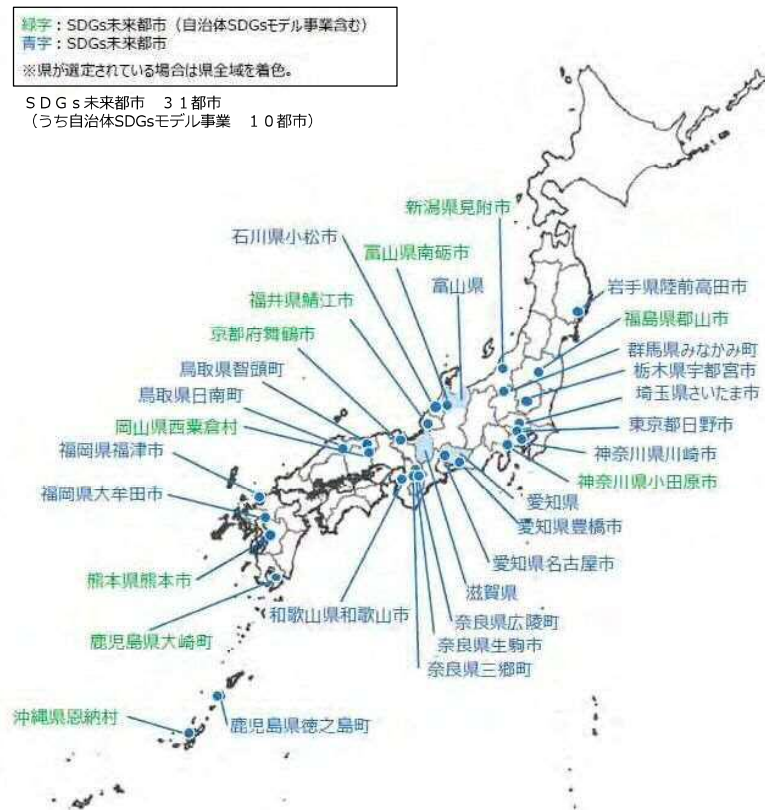 緑字：SDGs未来都市（自治体SDGsモデル事業含む）
青字：SDGs未来都市
※県が選定されている場合は県全域を着色。
ＳＤＧｓ未来都市　３１都市
（うち自治体SDGsモデル事業　１０都市）
新潟県見附市
石川県小松市
富山県南砺市
富山県
岩手県陸前高田市
福井県鯖江市
福島県郡山市
京都府舞鶴市
群馬県みなかみ町
鳥取県智頭町
栃木県宇都宮市
鳥取県日南町
埼玉県さいたま市
岡山県西粟倉村
東京都日野市
福岡県福津市
神奈川県川崎市
神奈川県小田原市
福岡県大牟田市
愛知県
愛知県豊橋市
愛知県名古屋市
熊本県熊本市
滋賀県
和歌山県和歌山市
奈良県広陵町
鹿児島県大崎町
奈良県生駒市
奈良県三郷町
沖縄県恩納村
鹿児島県徳之島町